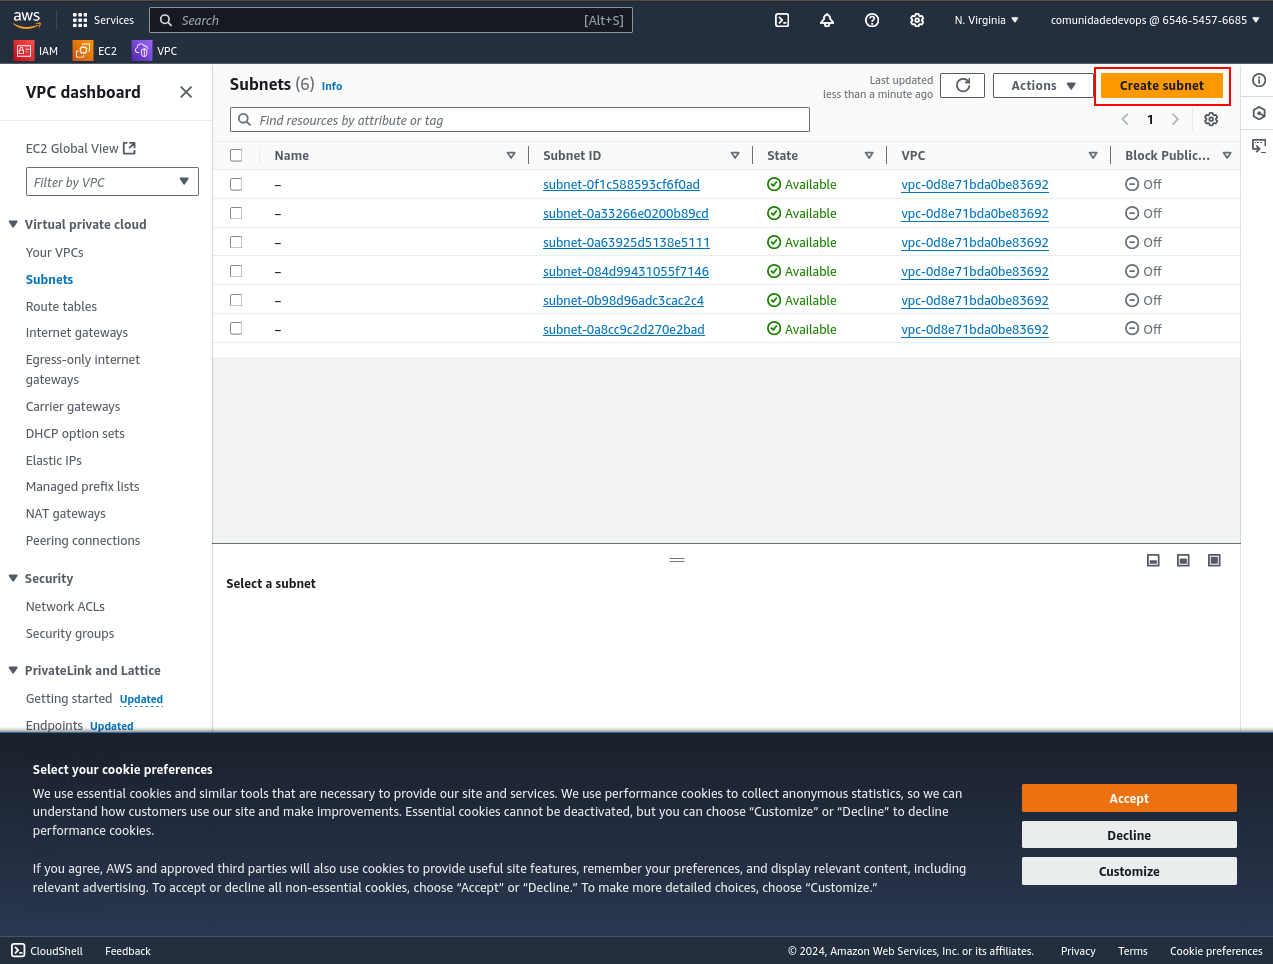 aws
Services
Search
[Alt+S]
N. Virginia
comunidadedevops @ 6546-5457-6685
IAM
EC2
VPC
VPC dashboard
EC2 Global View
Filter by VPC
Virtual private cloud
Your VPCs
Subnets
Route tables
Internet gateways
Egress-only internet
gateways
Carrier gateways
DHCP option sets
Elastic IPs
Managed prefix lists
NAT gateways
Peering connections
Security
Network ACLs
Security groups
PrivateLink and Lattice
Getting started Updated
Endpoints Updated
Subnets (6) Info
Last updated
less than a minute ago
Actions
Create subnet
Find resources by attribute or tag
1
Name Subnet ID State VPC Block Public...
– subnet-0f1c588593cf6f0ad Available vpc-0d8e71bda0be83692 Off
– subnet-0a33266e0200b89cd Available vpc-0d8e71bda0be83692 Off
– subnet-0a63925d5138e5111 Available vpc-0d8e71bda0be83692 Off
– subnet-084d99431055f7146 Available vpc-0d8e71bda0be83692 Off
– subnet-0b98d96adc3cac2c4 Available vpc-0d8e71bda0be83692 Off
– subnet-0a8cc9c2d270e2bad Available vpc-0d8e71bda0be83692 Off
Select a subnet
Select your cookie preferences
We use essential cookies and similar tools that are necessary to provide our site and services. We use performance cookies to collect anonymous statistics, so we can
understand how customers use our site and make improvements. Essential cookies cannot be deactivated, but you can choose “Customize” or “Decline” to decline
performance cookies.
If you agree, AWS and approved third parties will also use cookies to provide useful site features, remember your preferences, and display relevant content, including
relevant advertising. To accept or decline all non-essential cookies, choose “Accept” or “Decline.” To make more detailed choices, choose “Customize.”
Accept
Decline
Customize
CloudShell
Feedback
© 2024, Amazon Web Services, Inc. or its affiliates.
Privacy
Terms
Cookie preferences